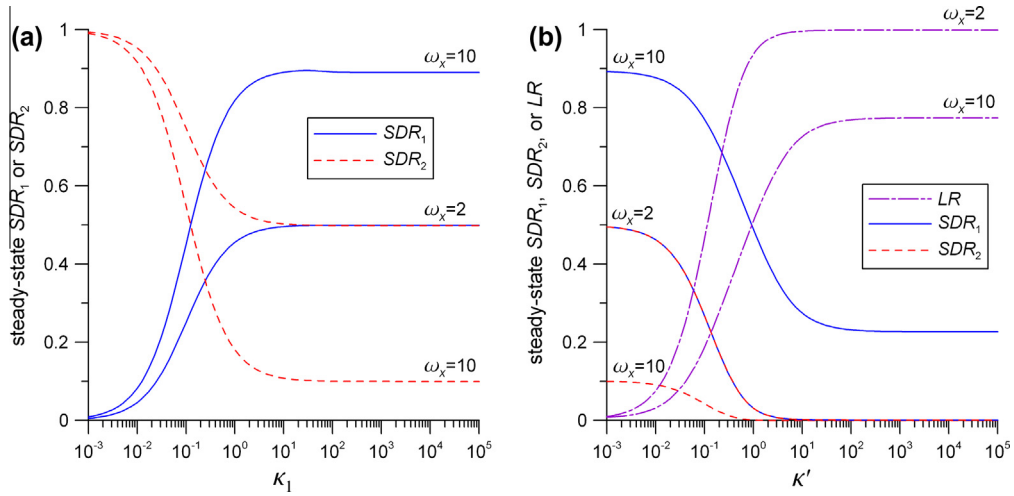 (a)
steady-state SDR₁ or SDR₂
1
0.8
0.6
0.4
0.2
0
ωₓ=10
SDR₁
SDR₂
ωₓ=2
ωₓ=10
10⁻³ 10⁻² 10⁻¹ 10⁰ 10¹ 10² 10³ 10⁴ 10⁵
κ₁
(b)
steady-state SDR₁, SDR₂, or LR
1
0.8
0.6
0.4
0.2
0
ωₓ=2
ωₓ=10
ωₓ=10
LR
SDR₁
SDR₂
ωₓ=2
ωₓ=10
10⁻³ 10⁻² 10⁻¹ 10⁰ 10¹ 10² 10³ 10⁴ 10⁵
κ′